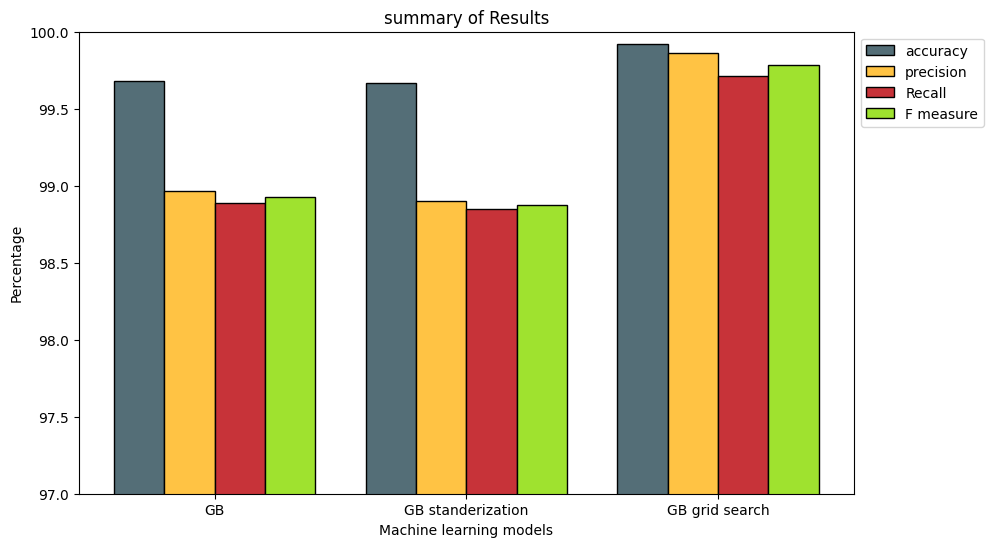 summary of Results
100.0
99.5
99.0
98.5
98.0
97.5
97.0
Percentage
GB
GB standerization
GB grid search
Machine learning models
accuracy
precision
Recall
F measure